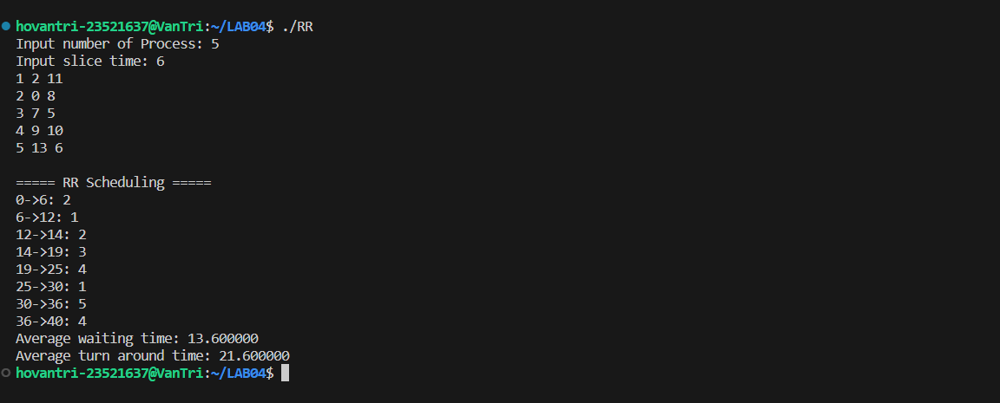 hovantri-23521637@VanTri:~/LAB04$ ./RR
Input number of Process: 5
Input slice time: 6
1 2 11
2 0 8
3 7 5
4 9 10
5 13 6
===== RR Scheduling =====
0->6: 2
6->12: 1
12->14: 2
14->19: 3
19->25: 4
25->30: 1
30->36: 5
36->40: 4
Average waiting time: 13.600000
Average turn around time: 21.600000
hovantri-23521637@VanTri:~/LAB04$